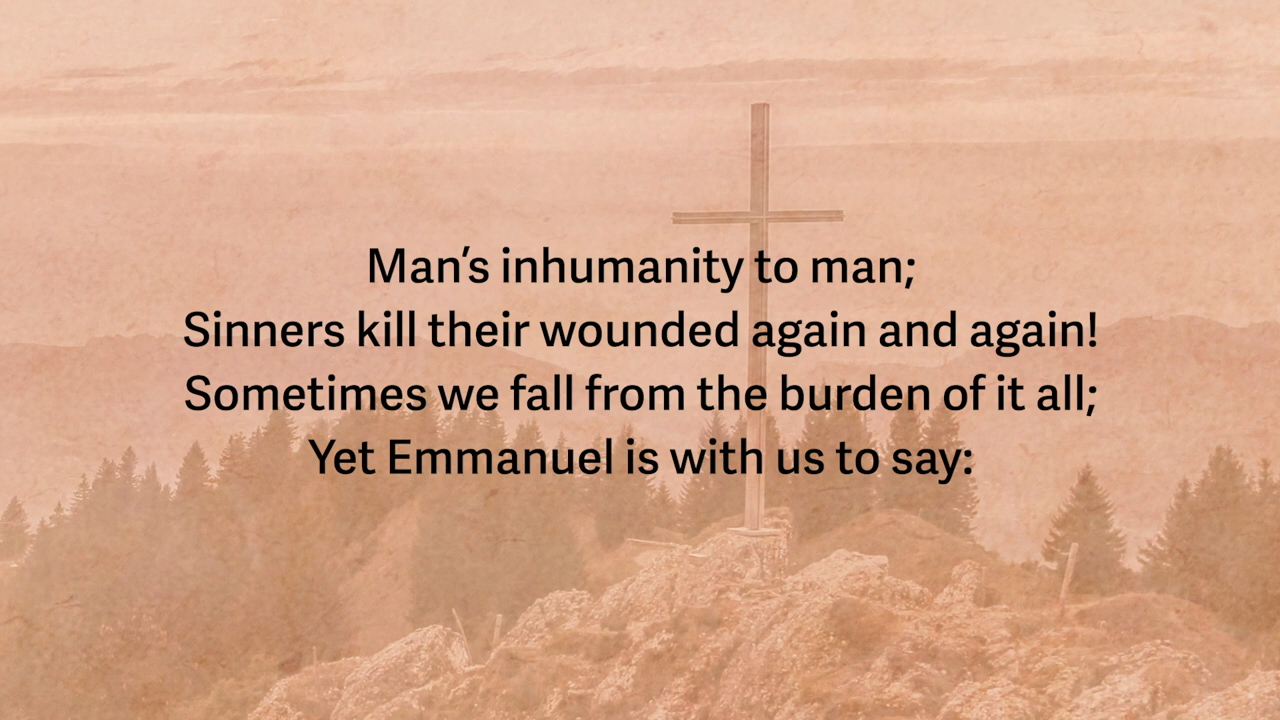 Man’s inhumanity to man;
Sinners kill their wounded again and again!
Sometimes we fall from the burden of it all;
Yet Emmanuel is with us to say: